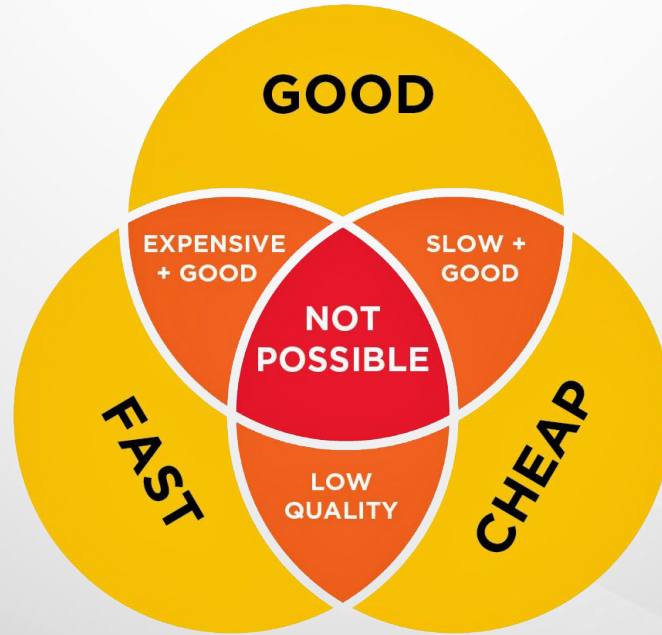 GOOD
EXPENSIVE
+ GOOD
SLOW +
GOOD
NOT
POSSIBLE
FAST
CHEAP
LOW
QUALITY